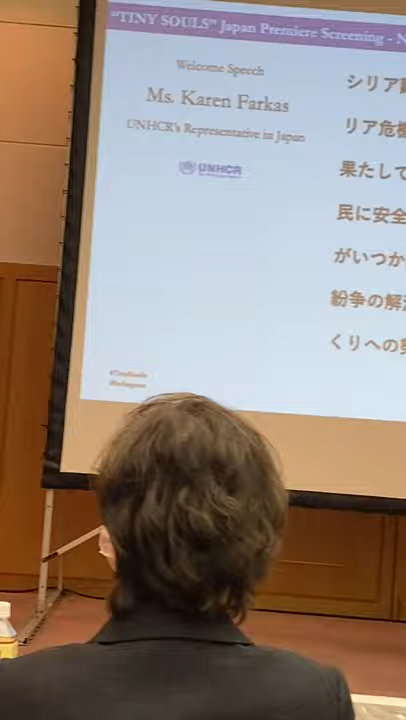 "TINY SOULS" Japan Premiere Screening - N
Welcome Speech
Ms. Karen Farkas
UNHCR's Representative in Japan
UNHCR
シリア
リア危機
果たして
民に安全
がいつか
紛争の解決
くりへの